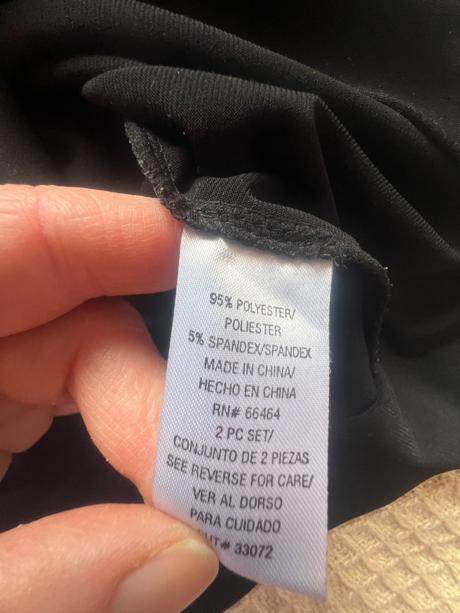 95% POLYESTER/
POLIESTER
5% SPANDEX/SPANDEX
MADE IN CHINA/
HECHO EN CHINA
RN# 66464
2 PC SET/
CONJUNTO DE 2 PIEZAS
SEE REVERSE FOR CARE/
VER AL DORSO
PARA CUIDADO
# 33072